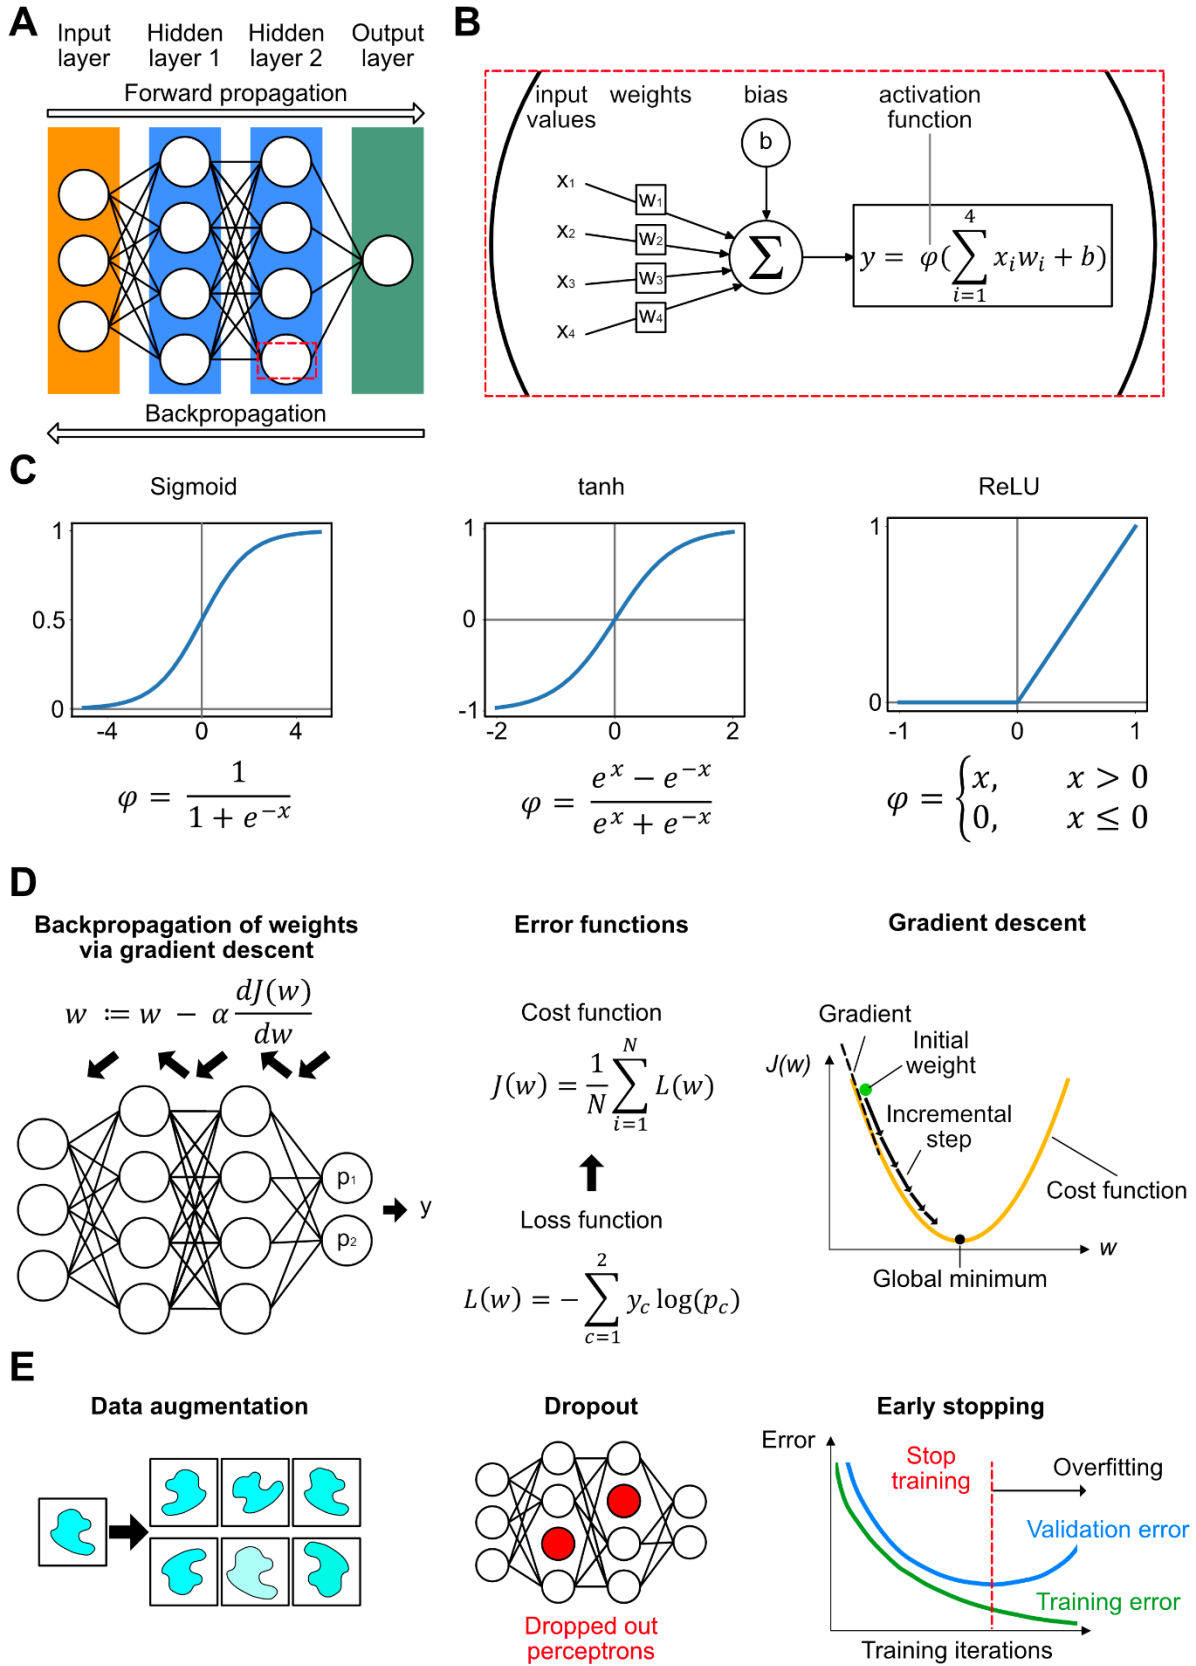 A
Input layer
Hidden layer 1
Hidden layer 2
Output layer
Forward propagation
Backpropagation
B
input values
weights
bias
activation function
b
x₁
x₂
x₃
x₄
w₁
w₂
w₃
w₄
Σ
y = φ(∑_{i=1}^{4} x_i w_i + b)
C
Sigmoid
1
0.5
0
-4
0
4
φ = 1 / (1 + e^{-x})
tanh
1
0
-1
-2
0
2
φ = (e^x − e^{-x}) / (e^x + e^{-x})
ReLU
1
0
-1
0
1
φ = { x, x > 0
0, x ≤ 0
D
Backpropagation of weights
via gradient descent
w := w − α dJ(w)/dw
p₁
p₂
y
Error functions
Cost function
J(w) = 1/N ∑_{i=1}^{N} L(w)
Loss function
L(w) = − ∑_{c=1}^{2} y_c log(p_c)
Gradient descent
Gradient
J(w)
Initial
weight
Incremental
step
Cost function
w
Global minimum
E
Data augmentation
Dropout
Dropped out
perceptrons
Early stopping
Error
Stop
training
Overfitting
Validation error
Training error
Training iterations